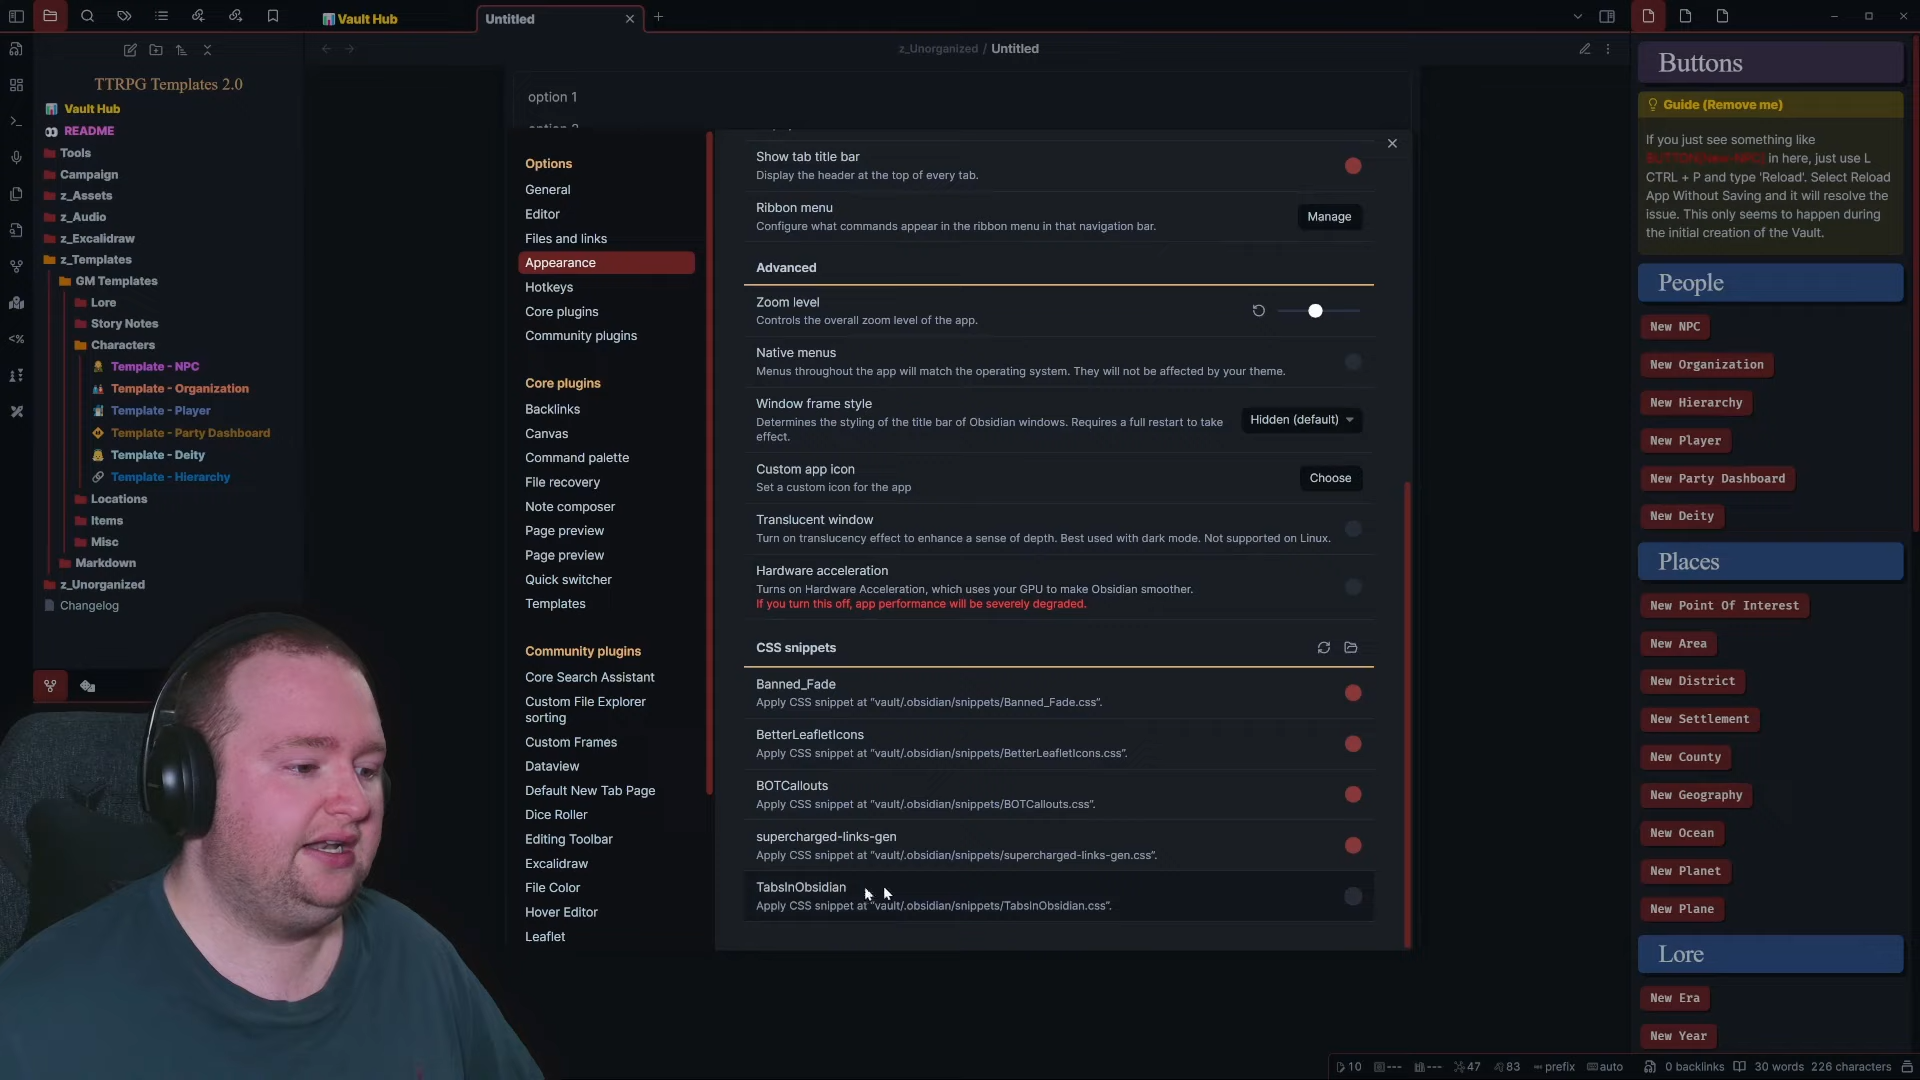 Vault Hub
Untitled
z_Unorganized / Untitled
TTRPG Templates 2.0
Vault Hub
README
Tools
Campaign
z_Assets
z_Audio
z_Excalidraw
z_Templates
GM Templates
Lore
Story Notes
Characters
Template - NPC
Template - Organization
Template - Player
Template - Party Dashboard
Template - Deity
Template - Hierarchy
Locations
Items
Misc
Markdown
z_Unorganized
Changelog
option 1
Options
General
Editor
Files and links
Appearance
Hotkeys
Core plugins
Community plugins
Core plugins
Backlinks
Canvas
Command palette
File recovery
Note composer
Page preview
Page preview
Quick switcher
Templates
Community plugins
Core Search Assistant
Custom File Explorer
sorting
Custom Frames
Dataview
Default New Tab Page
Dice Roller
Editing Toolbar
Excalidraw
File Color
Hover Editor
Leaflet
Show tab title bar
Display the header at the top of every tab.
Ribbon menu
Configure what commands appear in the ribbon menu in that navigation bar.
Manage
Advanced
Zoom level
Controls the overall zoom level of the app.
Native menus
Menus throughout the app will match the operating system. They will not be affected by your theme.
Window frame style
Determines the styling of the title bar of Obsidian windows. Requires a full restart to take
effect.
Hidden (default)
Custom app icon
Set a custom icon for the app
Choose
Translucent window
Turn on translucency effect to enhance a sense of depth. Best used with dark mode. Not supported on Linux.
Hardware acceleration
Turns on Hardware Acceleration, which uses your GPU to make Obsidian smoother.
If you turn this off, app performance will be severely degraded.
CSS snippets
Banned_Fade
Apply CSS snippet at "vault/.obsidian/snippets/Banned_Fade.css".
BetterLeafletIcons
Apply CSS snippet at "vault/.obsidian/snippets/BetterLeafletIcons.css".
BOTCallouts
Apply CSS snippet at "vault/.obsidian/snippets/BOTCallouts.css".
supercharged-links-gen
Apply CSS snippet at "vault/.obsidian/snippets/supercharged-links-gen.css".
TabsInObsidian
Apply CSS snippet at "vault/.obsidian/snippets/TabsInObsidian.css".
Buttons
Guide (Remove me)
If you just see something like
in here, just use L
CTRL + P and type 'Reload'. Select Reload
App Without Saving and it will resolve the
issue. This only seems to happen during
the initial creation of the Vault.
People
New NPC
New Organization
New Hierarchy
New Player
New Party Dashboard
New Deity
Places
New Point Of Interest
New Area
New District
New Settlement
New County
New Geography
New Ocean
New Planet
New Plane
Lore
New Era
New Year
10 --- --- 47 83 prefix auto 0 backlinks 30 words 226 characters